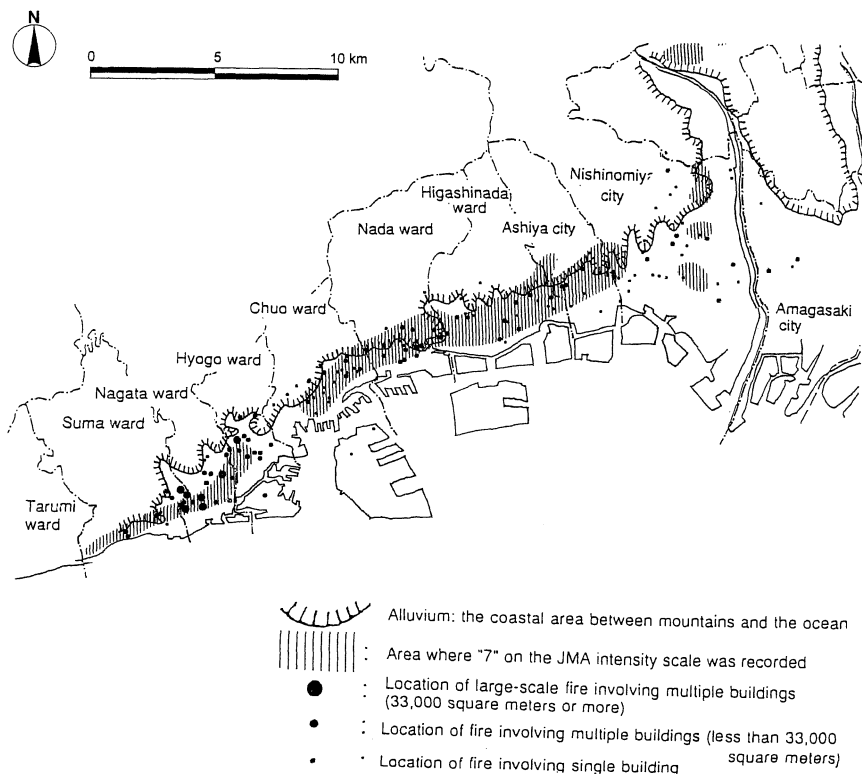 N
0 5 10 km
Nishinomiya
city
Higashinada
ward
Nada ward
Ashiya city
Chuo ward
Amagasaki
city
Hyogo ward
Nagata ward
Suma ward
Tarumi
ward
Alluvium: the coastal area between mountains and the ocean
: Area where "7" on the JMA intensity scale was recorded
: Location of large-scale fire involving multiple buildings
(33,000 square meters or more)
: Location of fire involving multiple buildings (less than 33,000
square meters)
: Location of fire involving single building